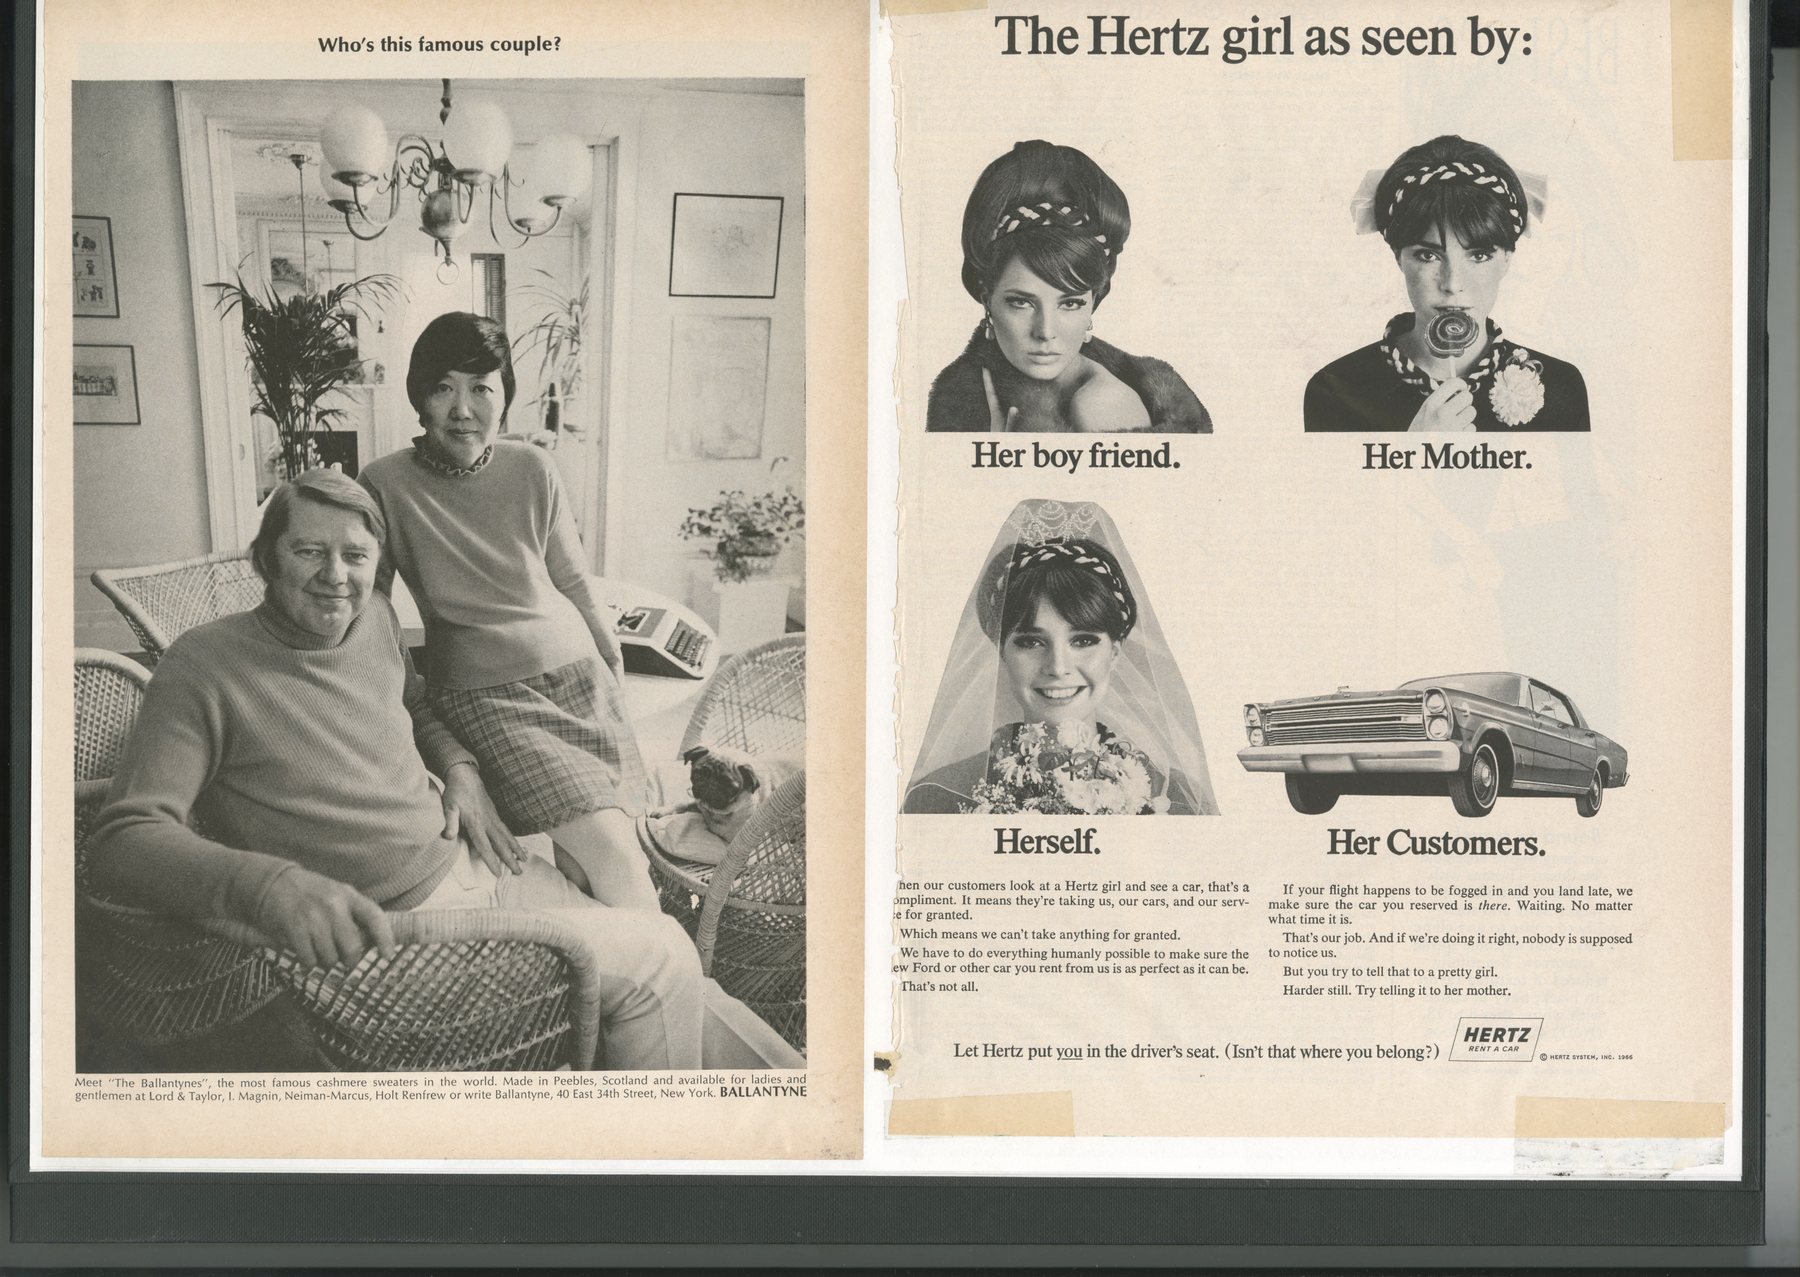 Who's this famous couple?
Meet "The Ballantynes", the most famous cashmere sweaters in the world. Made in Peebles, Scotland and available for ladies and
gentlemen at Lord & Taylor, I. Magnin, Neiman-Marcus, Holt Renfrew or write Ballantyne, 40 East 34th Street, New York. BALLANTYNE
The Hertz girl as seen by:
Her boy friend.
Her Mother.
Herself.
Her Customers.
hen our customers look at a Hertz girl and see a car, that's a
ompliment. It means they're taking us, our cars, and our serv-
e for granted.
Which means we can't take anything for granted.
We have to do everything humanly possible to make sure the
ew Ford or other car you rent from us is as perfect as it can be.
That's not all.
If your flight happens to be fogged in and you land late, we
make sure the car you reserved is there. Waiting. No matter
what time it is.
That's our job. And if we're doing it right, nobody is supposed
to notice us.
But you try to tell that to a pretty girl.
Harder still. Try telling it to her mother.
Let Hertz put you in the driver's seat. (Isn't that where you belong?)
HERTZ
RENT A CAR
© HERTZ SYSTEM, INC. 1966